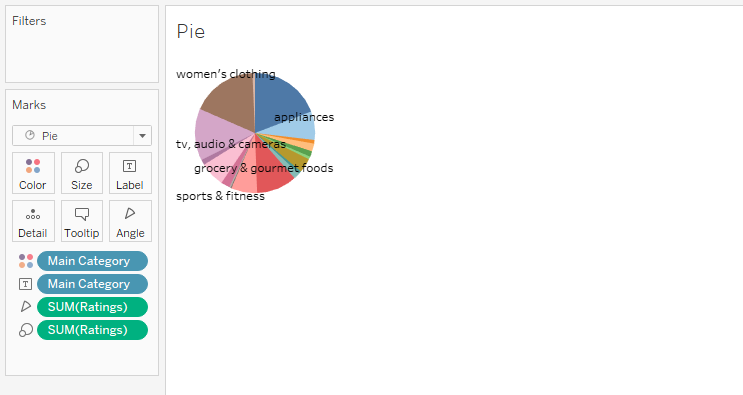 Filters
Marks
Pie
Color
Size
T
Label
Detail
Tooltip
Angle
Main Category
T
Main Category
SUM(Ratings)
SUM(Ratings)
Pie
women's clothing
appliances
tv, audio & cameras
grocery & gourmet foods
sports & fitness